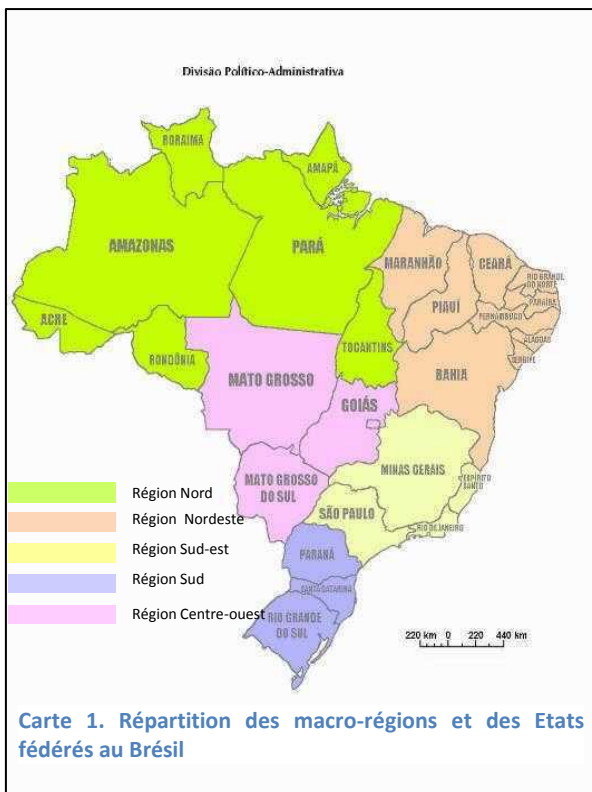 Divisão Político-Administrativa
RORAIMA
AMAPÁ
AMAZONAS
PARÁ
MARANHÃO
CEARÁ
RIO GRANDE
DO NORTE
PARAÍBA
PIAUÍ
PERNAMBUCO
ACRE
ALAGOAS
TOCANTINS
SERGIPE
RONDÔNIA
MATO GROSSO
BAHIA
GOIÁS
MINAS GERAIS
MATO GROSSO
DO SUL
ESPÍRITO
SANTO
Région Nord
SÃO PAULO
Région Nordeste
RIO DE JANEIRO
Région Sud-est
PARANÁ
Région Sud
SANTA CATARINA
Région Centre-ouest
RIO GRANDE
DO SUL
220 km 0 220 440 km
Carte 1. Répartition des macro-régions et des Etats
fédérés au Brésil